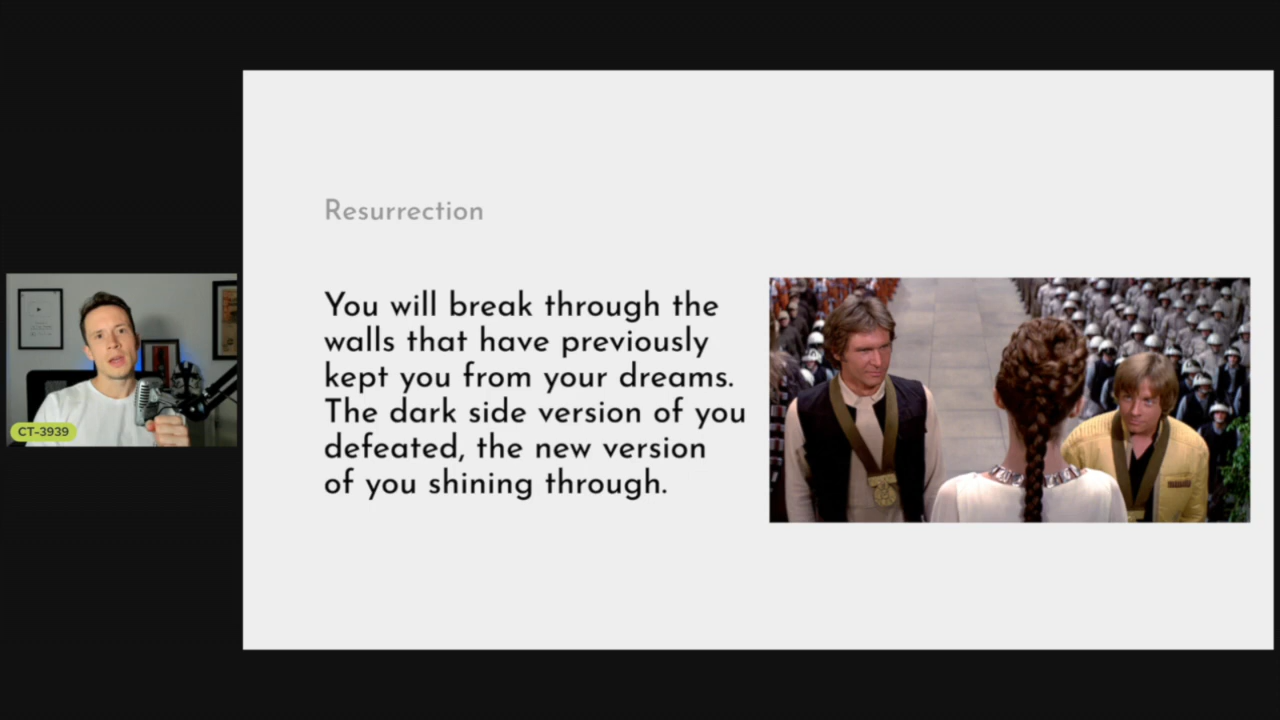 Resurrection
You will break through the
walls that have previously
kept you from your dreams.
The dark side version of you
defeated, the new version
of you shining through.
CT-3939